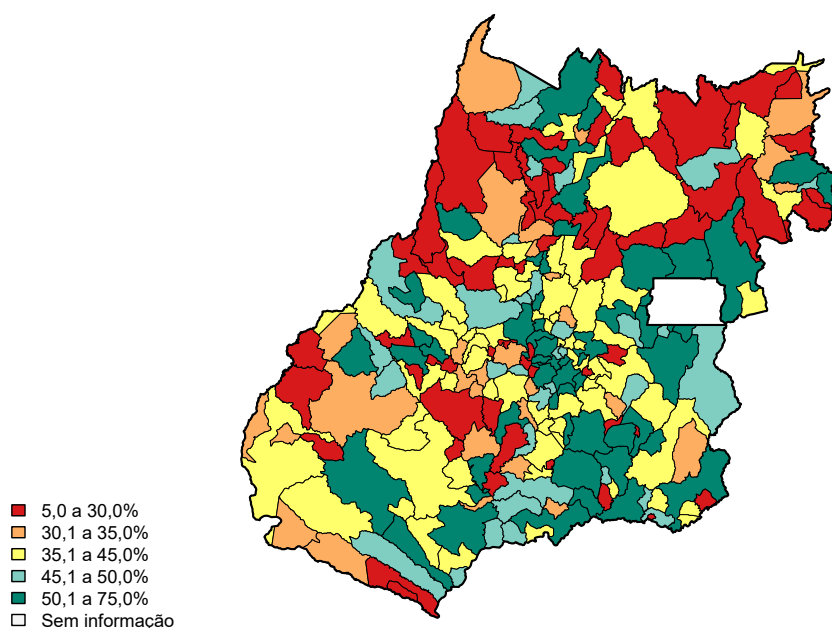 5,0 a 30,0%
30,1 a 35,0%
35,1 a 45,0%
45,1 a 50,0%
50,1 a 75,0%
Sem informação